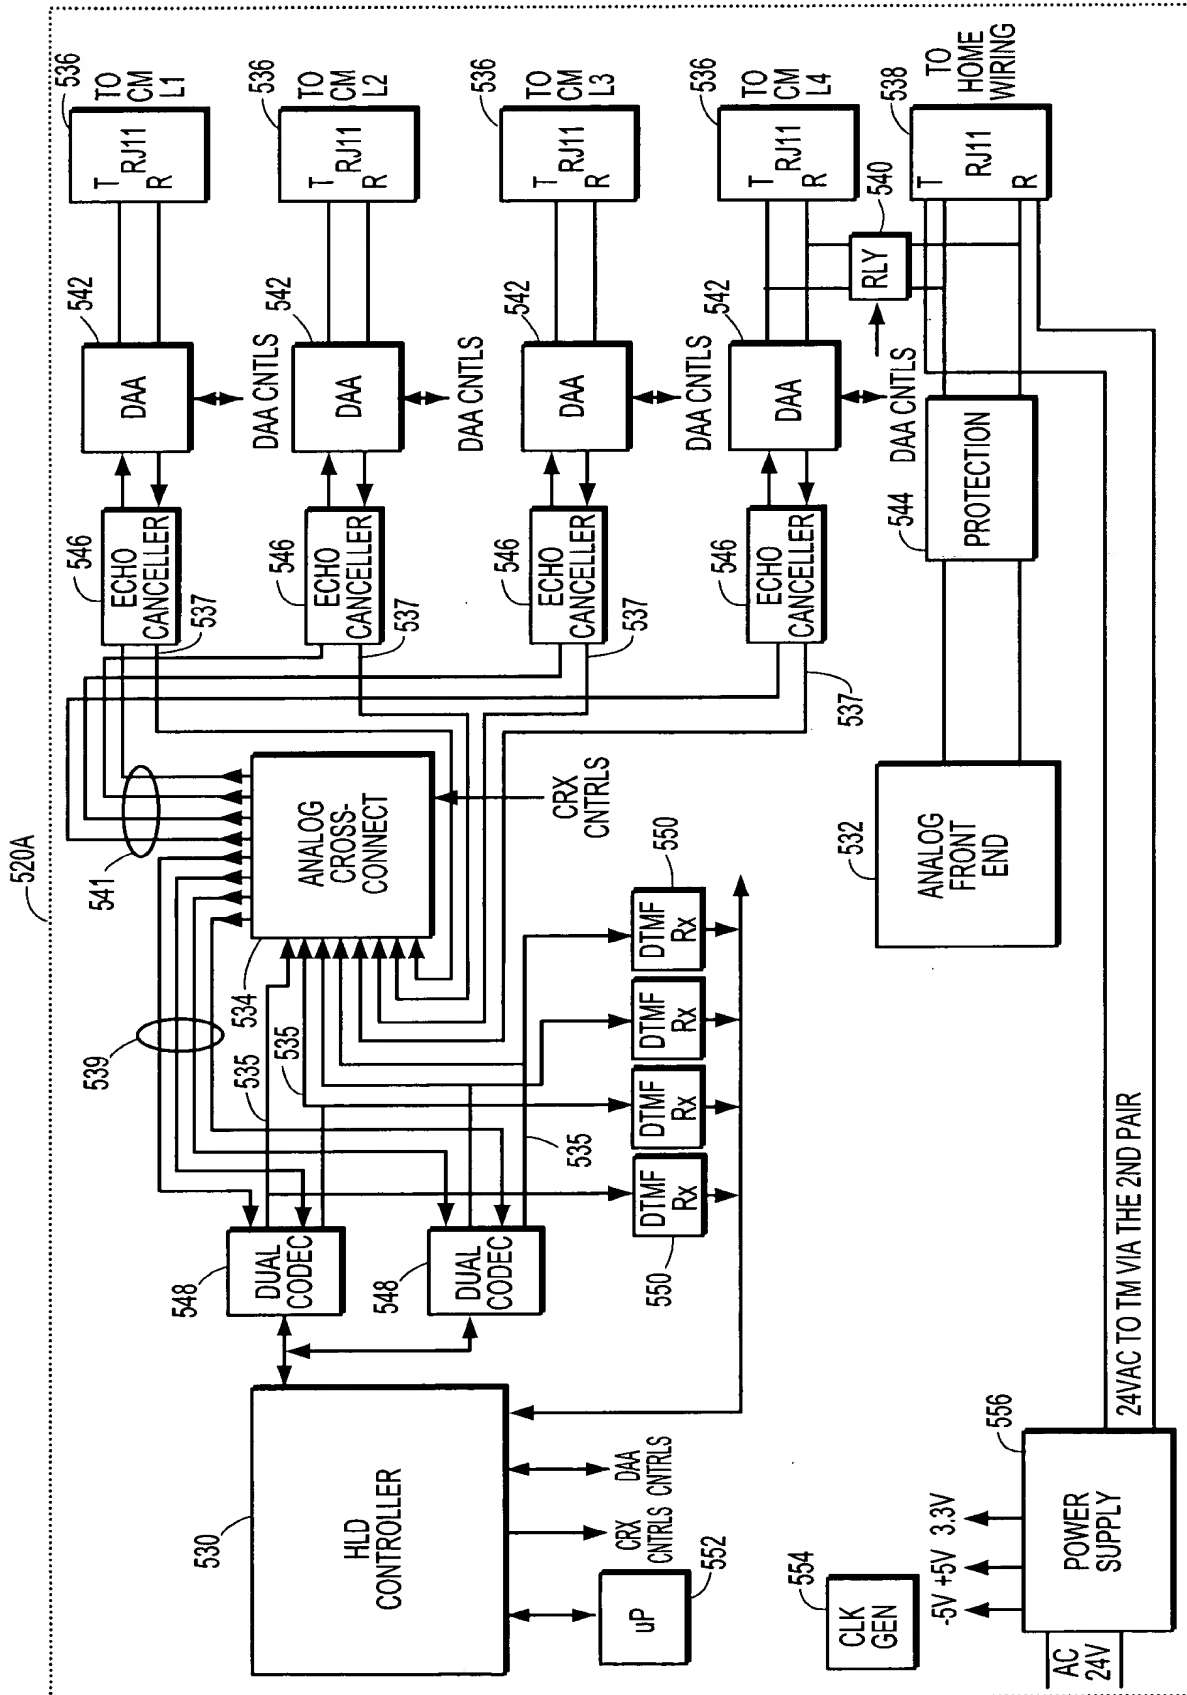 520A
530
HLD
CONTROLLER
CRX
CNTRLS
DAA
CNTRLS
uP
552
548
DUAL
CODEC
548
DUAL
CODEC
539
535
535
535
534
541
ANALOG
CROSS-
CONNECT
CRX
CNTRLS
DTMF
Rx
DTMF
Rx
DTMF
Rx
DTMF
Rx
550
550
546
ECHO
CANCELLER
537
546
ECHO
CANCELLER
537
546
ECHO
CANCELLER
537
546
ECHO
CANCELLER
537
542
DAA
DAA CNTLS
542
DAA
DAA CNTLS
542
DAA
DAA CNTLS
542
DAA
DAA CNTLS
536
T
RJ11
R
TO
CM
L1
536
T
RJ11
R
TO
CM
L2
536
T
RJ11
R
TO
CM
L3
536
T
RJ11
R
TO
CM
L4
540
RLY
538
T
RJ11
R
TO
HOME
WIRING
544
PROTECTION
532
ANALOG
FRONT
END
554
CLK
GEN
-5V +5V 3.3V
556
POWER
SUPPLY
AC
24V
24VAC TO TM VIA THE 2ND PAIR